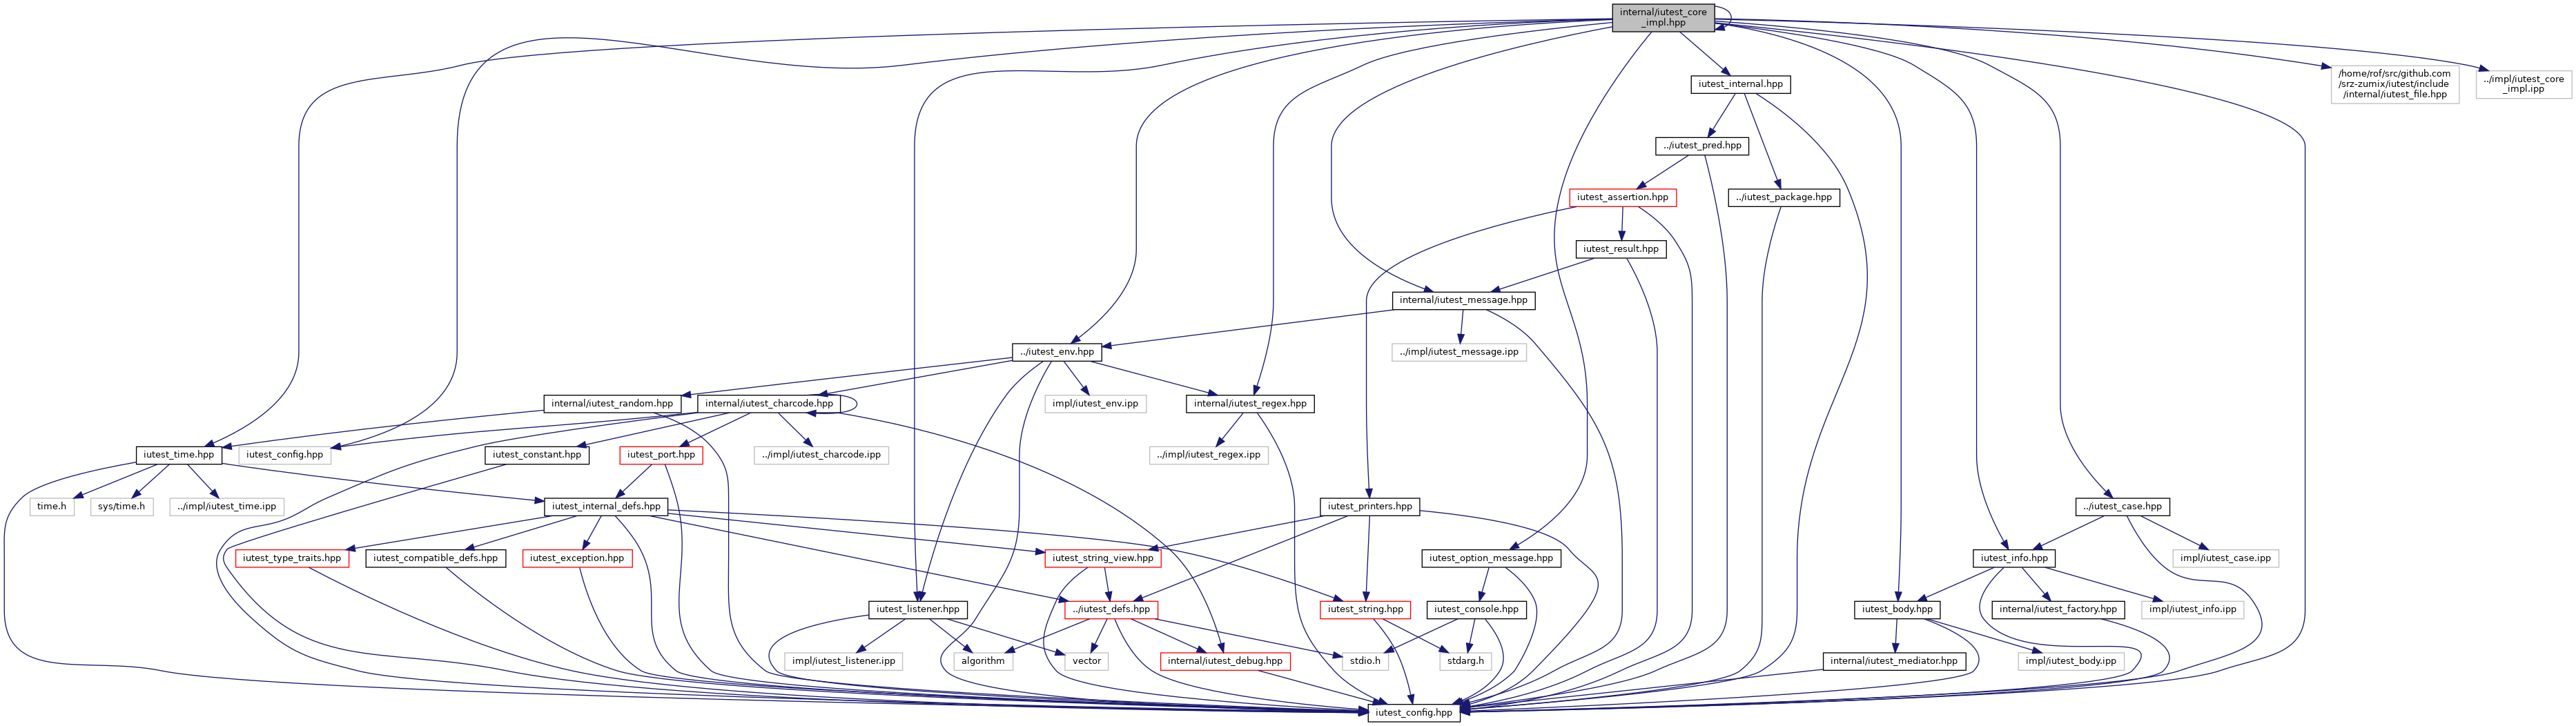 internal/iutest_core
_impl.hpp
iutest_internal.hpp
/home/rof/src/github.com
/srz-zumix/iutest/include
/internal/iutest_file.hpp
../impl/iutest_core
_impl.ipp
../iutest_pred.hpp
iutest_assertion.hpp
../iutest_package.hpp
iutest_result.hpp
internal/iutest_message.hpp
../iutest_env.hpp
../impl/iutest_message.ipp
internal/iutest_random.hpp
internal/iutest_charcode.hpp
impl/iutest_env.ipp
internal/iutest_regex.hpp
iutest_time.hpp
iutest_config.hpp
iutest_constant.hpp
iutest_port.hpp
../impl/iutest_charcode.ipp
../impl/iutest_regex.ipp
time.h
sys/time.h
../impl/iutest_time.ipp
iutest_internal_defs.hpp
iutest_printers.hpp
../iutest_case.hpp
iutest_type_traits.hpp
iutest_compatible_defs.hpp
iutest_exception.hpp
iutest_string_view.hpp
iutest_option_message.hpp
iutest_info.hpp
impl/iutest_case.ipp
iutest_listener.hpp
../iutest_defs.hpp
iutest_string.hpp
iutest_console.hpp
iutest_body.hpp
internal/iutest_factory.hpp
impl/iutest_info.ipp
impl/iutest_listener.ipp
algorithm
vector
internal/iutest_debug.hpp
stdio.h
stdarg.h
internal/iutest_mediator.hpp
impl/iutest_body.ipp
iutest_config.hpp